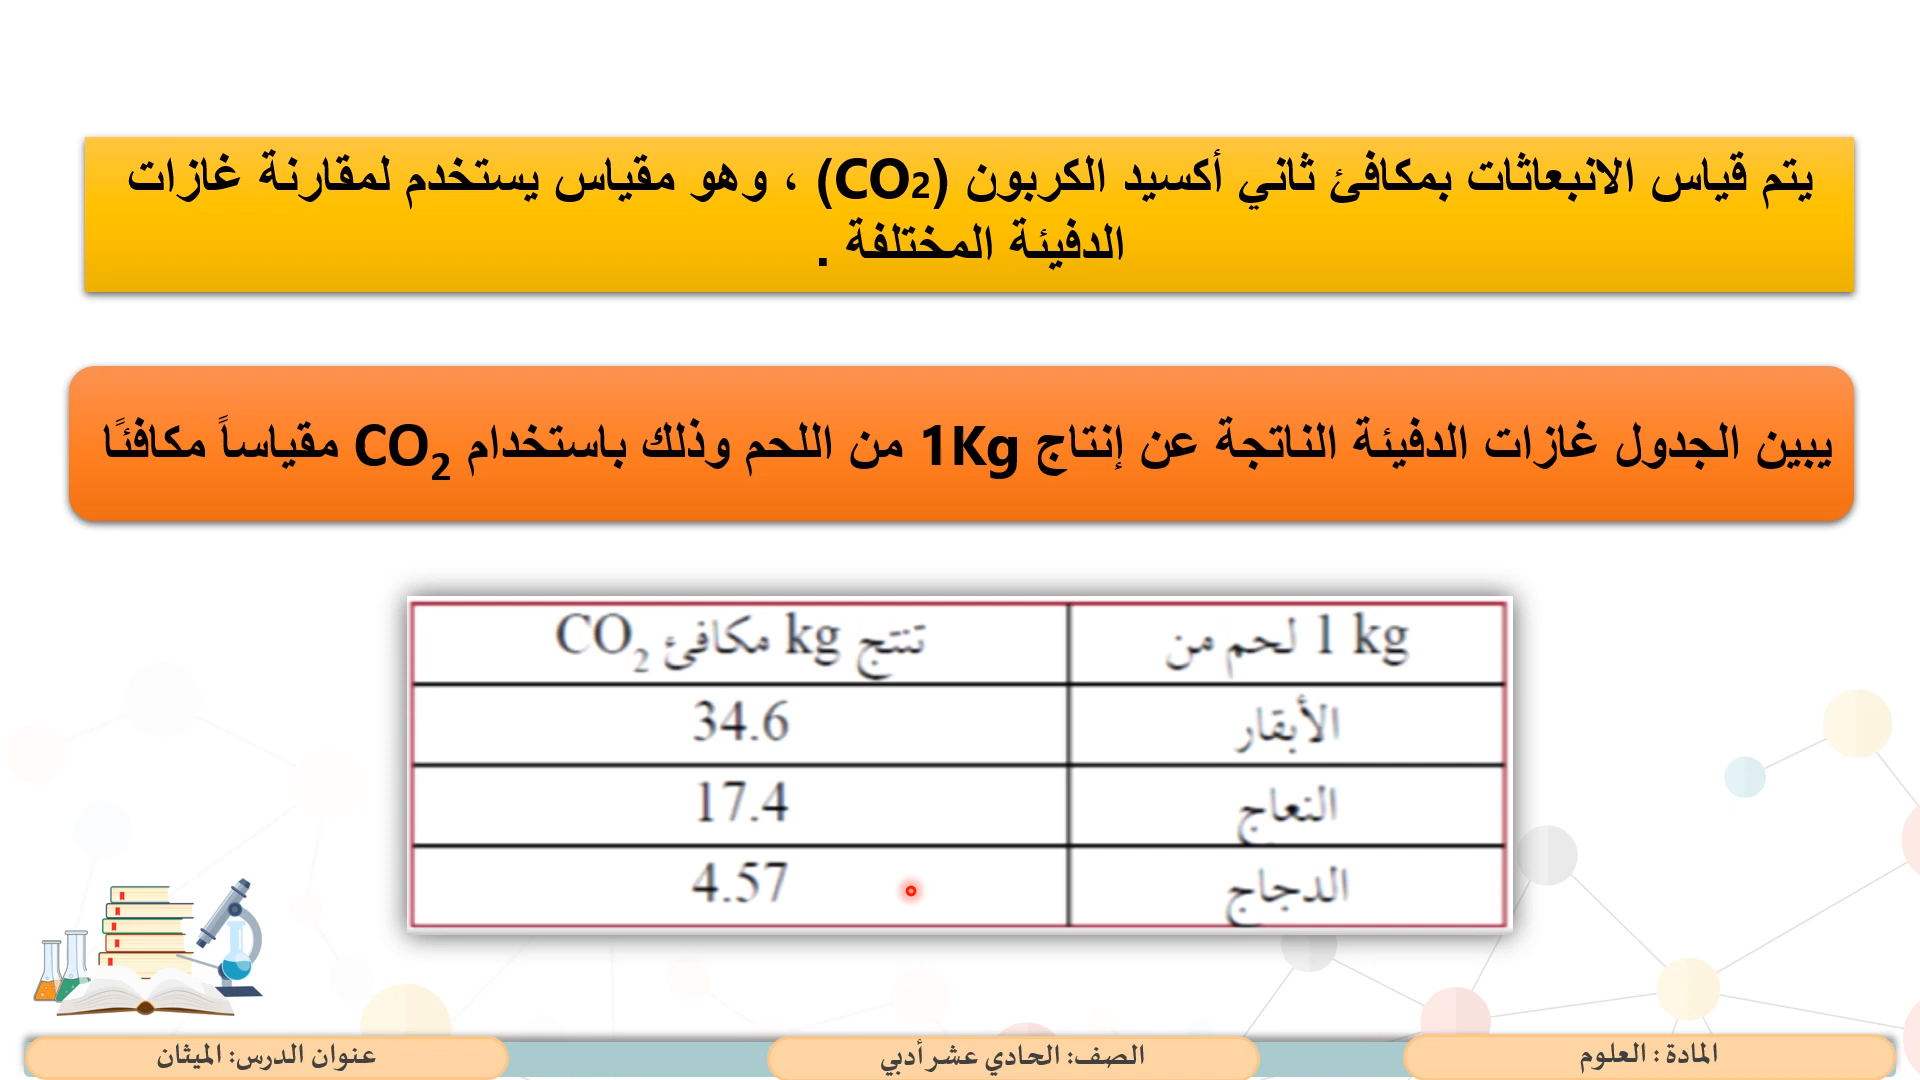 يتم قياس الانبعاثات بمكافئ ثاني أكسيد الكربون (CO2) ، وهو مقياس يستخدم لمقارنة غازات
الدفيئة المختلفة .
يبين الجدول غازات الدفيئة الناتجة عن إنتاج 1Kg من اللحم وذلك باستخدام CO₂ مقياساً مكافئًا
1 kg لحم من
تنتج kg مكافئ CO₂
الأبقار
34.6
النعاج
17.4
الدجاج
4.57
المادة : العلوم
الصف: الحادي عشر أدبي
عنوان الدرس: الميثان